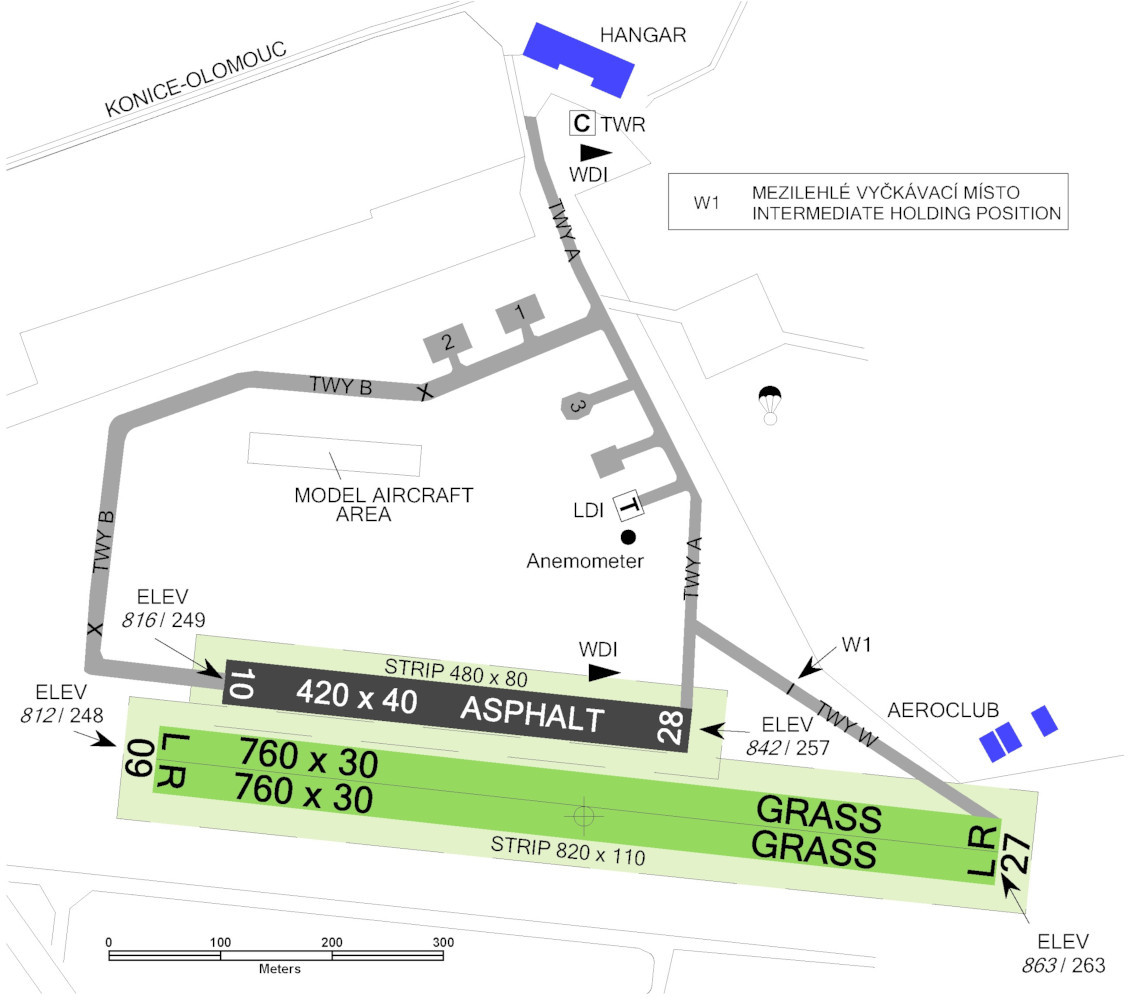 HANGAR
KONICE-OLOMOUC
C TWR
WDI
W1 MEZILEHLÉ VYČKÁVACÍ MÍSTO
INTERMEDIATE HOLDING POSITION
TWY A
1
2
TWY B
X
3
MODEL AIRCRAFT
AREA
LDI
T
Anemometer
TWY B
TWY A
ELEV
816 / 249
X
WDI
W1
STRIP 480 x 80
10
420 x 40 ASPHALT
28
ELEV
812 / 248
ELEV
842 / 257
TWY W
AEROCLUB
09
L
R
760 x 30
760 x 30
GRASS
GRASS
R
L
27
STRIP 820 x 110
ELEV
863 / 263
0 100 200 300
Meters